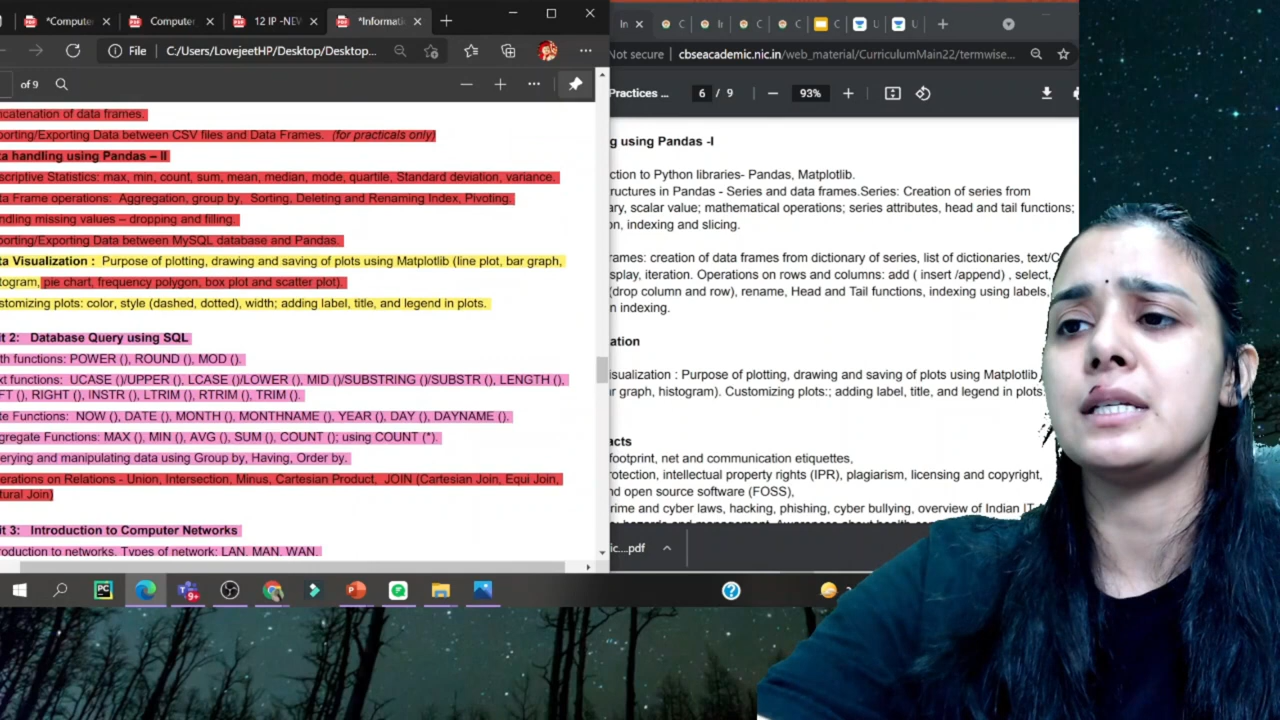 *Compute
Computer
12 IP -NEV
*Informati
File
C:/Users/LovejeetHP/Desktop/Desktop...
of 9
ncatenation of data frames.
porting/Exporting Data between CSV files and Data Frames. (for practicals only)
ta handling using Pandas – II
scriptive Statistics: max, min, count, sum, mean, median, mode, quartile, Standard deviation, variance.
ta Frame operations: Aggregation, group by, Sorting, Deleting and Renaming Index, Pivoting.
ndling missing values – dropping and filling.
porting/Exporting Data between MySQL database and Pandas.
ta Visualization : Purpose of plotting, drawing and saving of plots using Matplotlib (line plot, bar graph,
togram, pie chart, frequency polygon, box plot and scatter plot).
stomizing plots: color, style (dashed, dotted), width; adding label, title, and legend in plots.
it 2: Database Query using SQL
th functions: POWER (), ROUND (), MOD ().
xt functions: UCASE ()/UPPER (), LCASE ()/LOWER (), MID ()/SUBSTRING ()/SUBSTR (), LENGTH (),
FT (), RIGHT (), INSTR (), LTRIM (), RTRIM (), TRIM ().
te Functions: NOW (), DATE (), MONTH (), MONTHNAME (), YEAR (), DAY (), DAYNAME ().
gregate Functions: MAX (), MIN (), AVG (), SUM (), COUNT (); using COUNT (*).
erying and manipulating data using Group by, Having, Order by.
erations on Relations - Union, Intersection, Minus, Cartesian Product, JOIN (Cartesian Join, Equi Join,
tural Join)
it 3: Introduction to Computer Networks
roduction to networks, Types of network: LAN, MAN, WAN.
In
Not secure
cbseacademic.nic.in/web_material/CurriculumMain22/termwise...
Practices ...
6 / 9
93%
g using Pandas -I
ction to Python libraries- Pandas, Matplotlib.
ructures in Pandas - Series and data frames.Series: Creation of series from
ary, scalar value; mathematical operations; series attributes, head and tail functions;
on, indexing and slicing.
rames: creation of data frames from dictionary of series, list of dictionaries, text/C
isplay, iteration. Operations on rows and columns: add ( insert /append) , select,
(drop column and row), rename, Head and Tail functions, indexing using labels,
n indexing.
ation
isualization : Purpose of plotting, drawing and saving of plots using Matplotlib
ar graph, histogram). Customizing plots:; adding label, title, and legend in plots.
acts
footprint, net and communication etiquettes,
rotection, intellectual property rights (IPR), plagiarism, licensing and copyright,
nd open source software (FOSS),
rime and cyber laws, hacking, phishing, cyber bullying, overview of Indian IT
ic....pdf
PC
9+